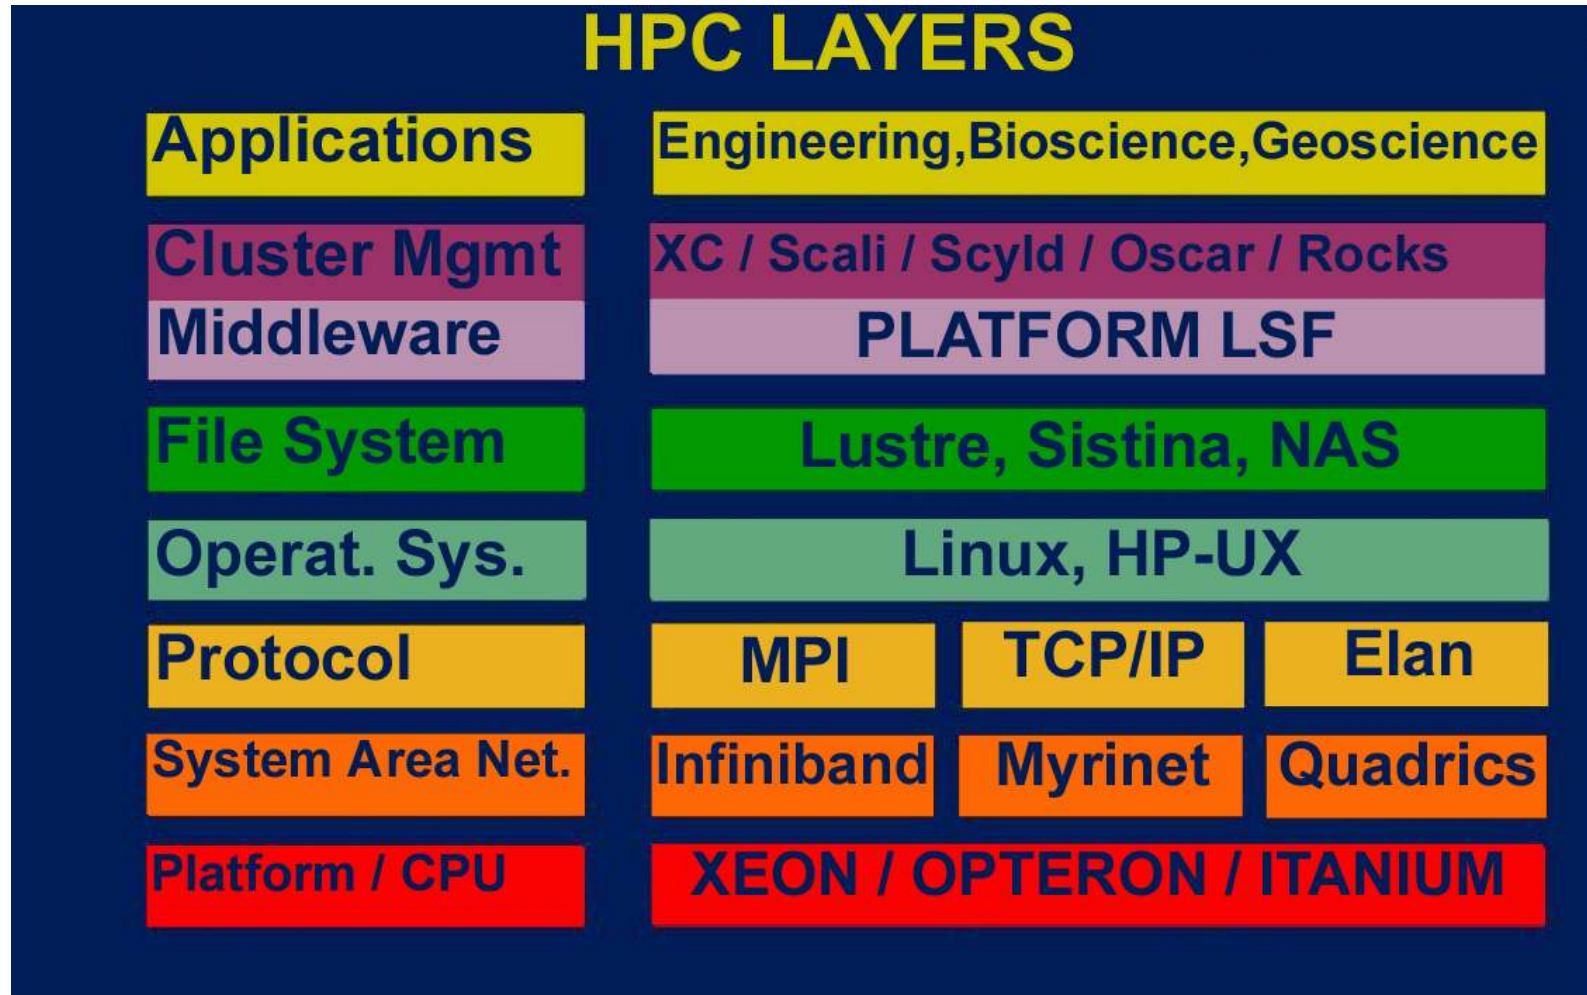 HPC LAYERS
Applications
Engineering,Bioscience,Geoscience
Cluster Mgmt
XC / Scali / Scyld / Oscar / Rocks
Middleware
PLATFORM LSF
File System
Lustre, Sistina, NAS
Operat. Sys.
Linux, HP-UX
Protocol
MPI
TCP/IP
Elan
System Area Net.
Infiniband
Myrinet
Quadrics
Platform / CPU
XEON / OPTERON / ITANIUM